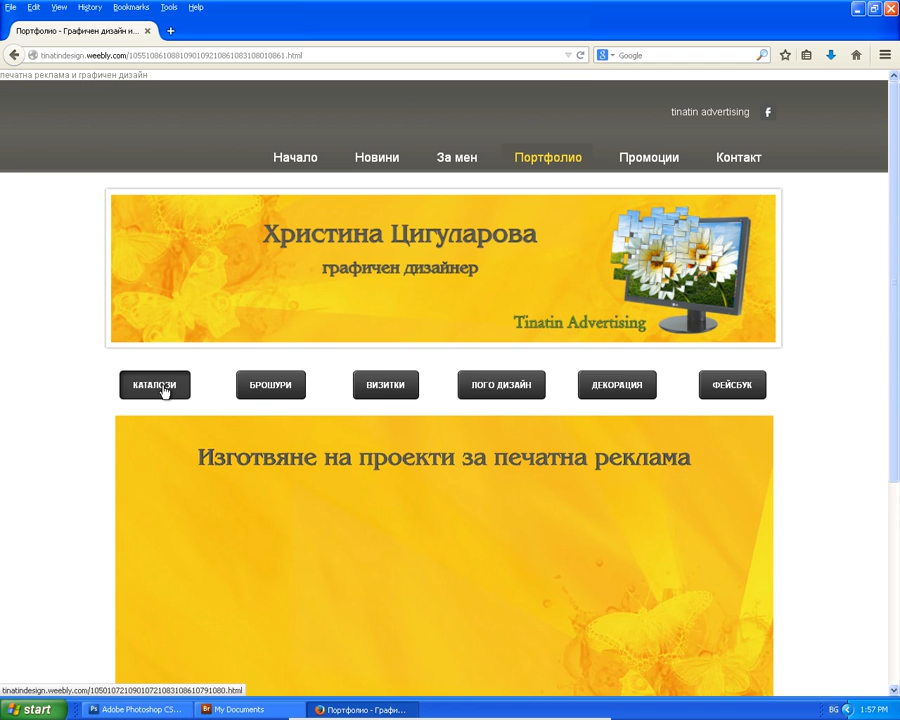 File Edit View History Bookmarks Tools Help
Портфолио - Графичен дизайн и...
tinatindesign.weebly.com/1055108610881090109210861083108010861.html
Google
печатна реклама и графичен дизайн
tinatin advertising
Начало Новини За мен Портфолио Промоции Контакт
Христина Цигуларова
графичен дизайнер
Tinatin Advertising
КАТАЛОЗИ БРОШУРИ ВИЗИТКИ ЛОГО ДИЗАЙН ДЕКОРАЦИЯ ФЕЙСБУК
Изготвяне на проекти за печатна реклама
tinatindesign.weebly.com/10501072109010721083108610791080.html
start Adobe Photoshop CS... My Documents Портфолио - Графи... BG 1:57 PM